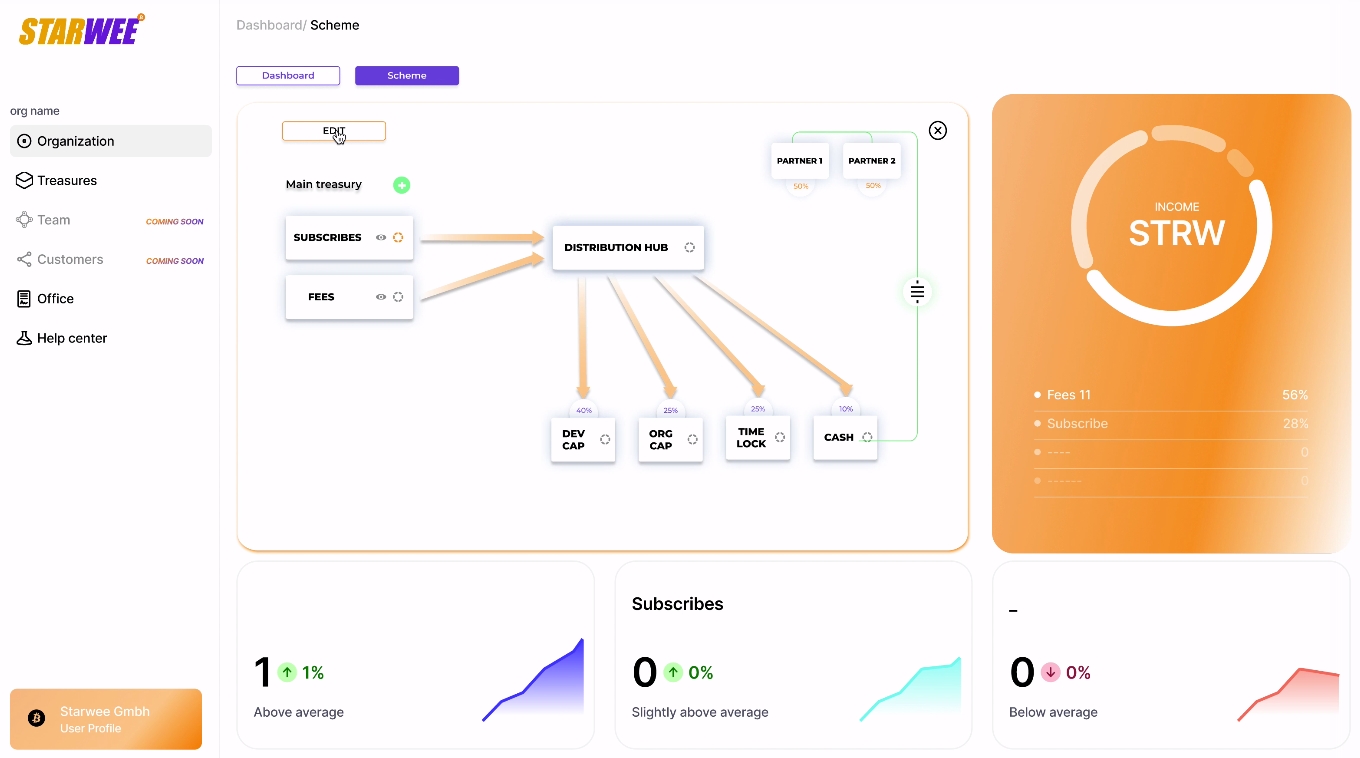 STARWEE
Dashboard/ Scheme
Dashboard
Scheme
org name
Organization
Treasures
Team
COMING SOON
Customers
COMING SOON
Office
Help center
Starwee Gmbh
User Profile
EDIT
Main treasury
SUBSCRIBES
FEES
DISTRIBUTION HUB
PARTNER 1
50%
PARTNER 2
50%
40%
DEV
CAP
25%
ORG
CAP
25%
TIME
LOCK
10%
CASH
INCOME
STRW
Fees 11 56%
Subscribe 28%
---- 0
------ 0
1 1%
Above average
Subscribes
0 0%
Slightly above average
–
0 0%
Below average